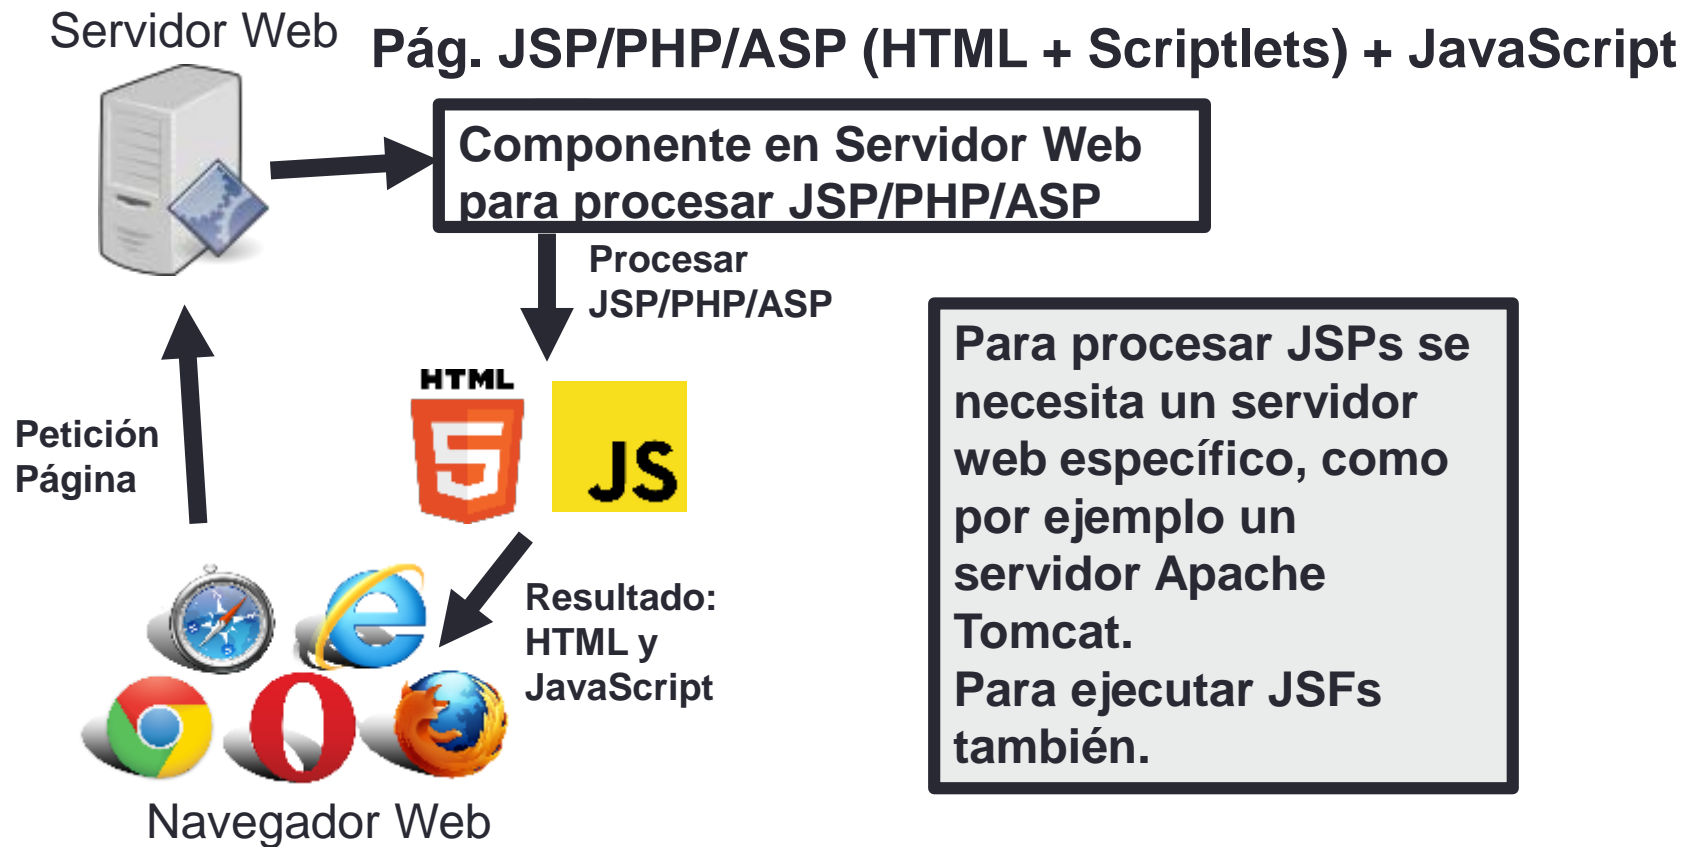 Servidor Web
Pág. JSP/PHP/ASP (HTML + Scriptlets) + JavaScript
Componente en Servidor Web
para procesar JSP/PHP/ASP
Procesar
JSP/PHP/ASP
HTML
5
JS
Petición
Página
Resultado:
HTML y
JavaScript
Navegador Web
Para procesar JSPs se
necesita un servidor
web específico, como
por ejemplo un
servidor Apache
Tomcat.
Para ejecutar JSFs
también.